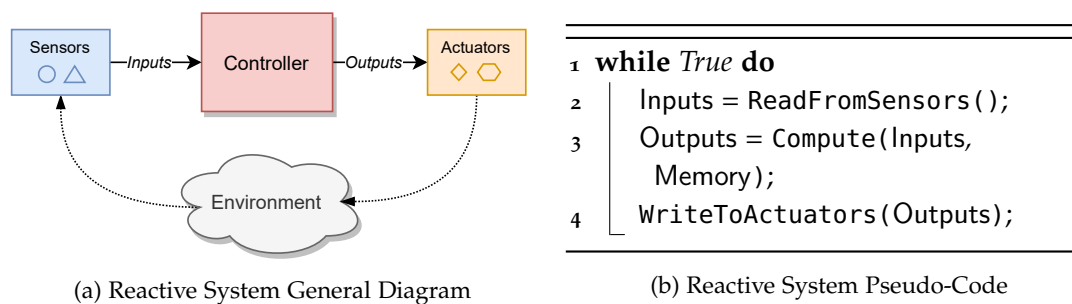 Sensors
Inputs
Controller
Outputs
Actuators
Environment
(a) Reactive System General Diagram
1 while True do
2 Inputs = ReadFromSensors();
3 Outputs = Compute(Inputs,
Memory);
4 WriteToActuators(Outputs);
(b) Reactive System Pseudo-Code